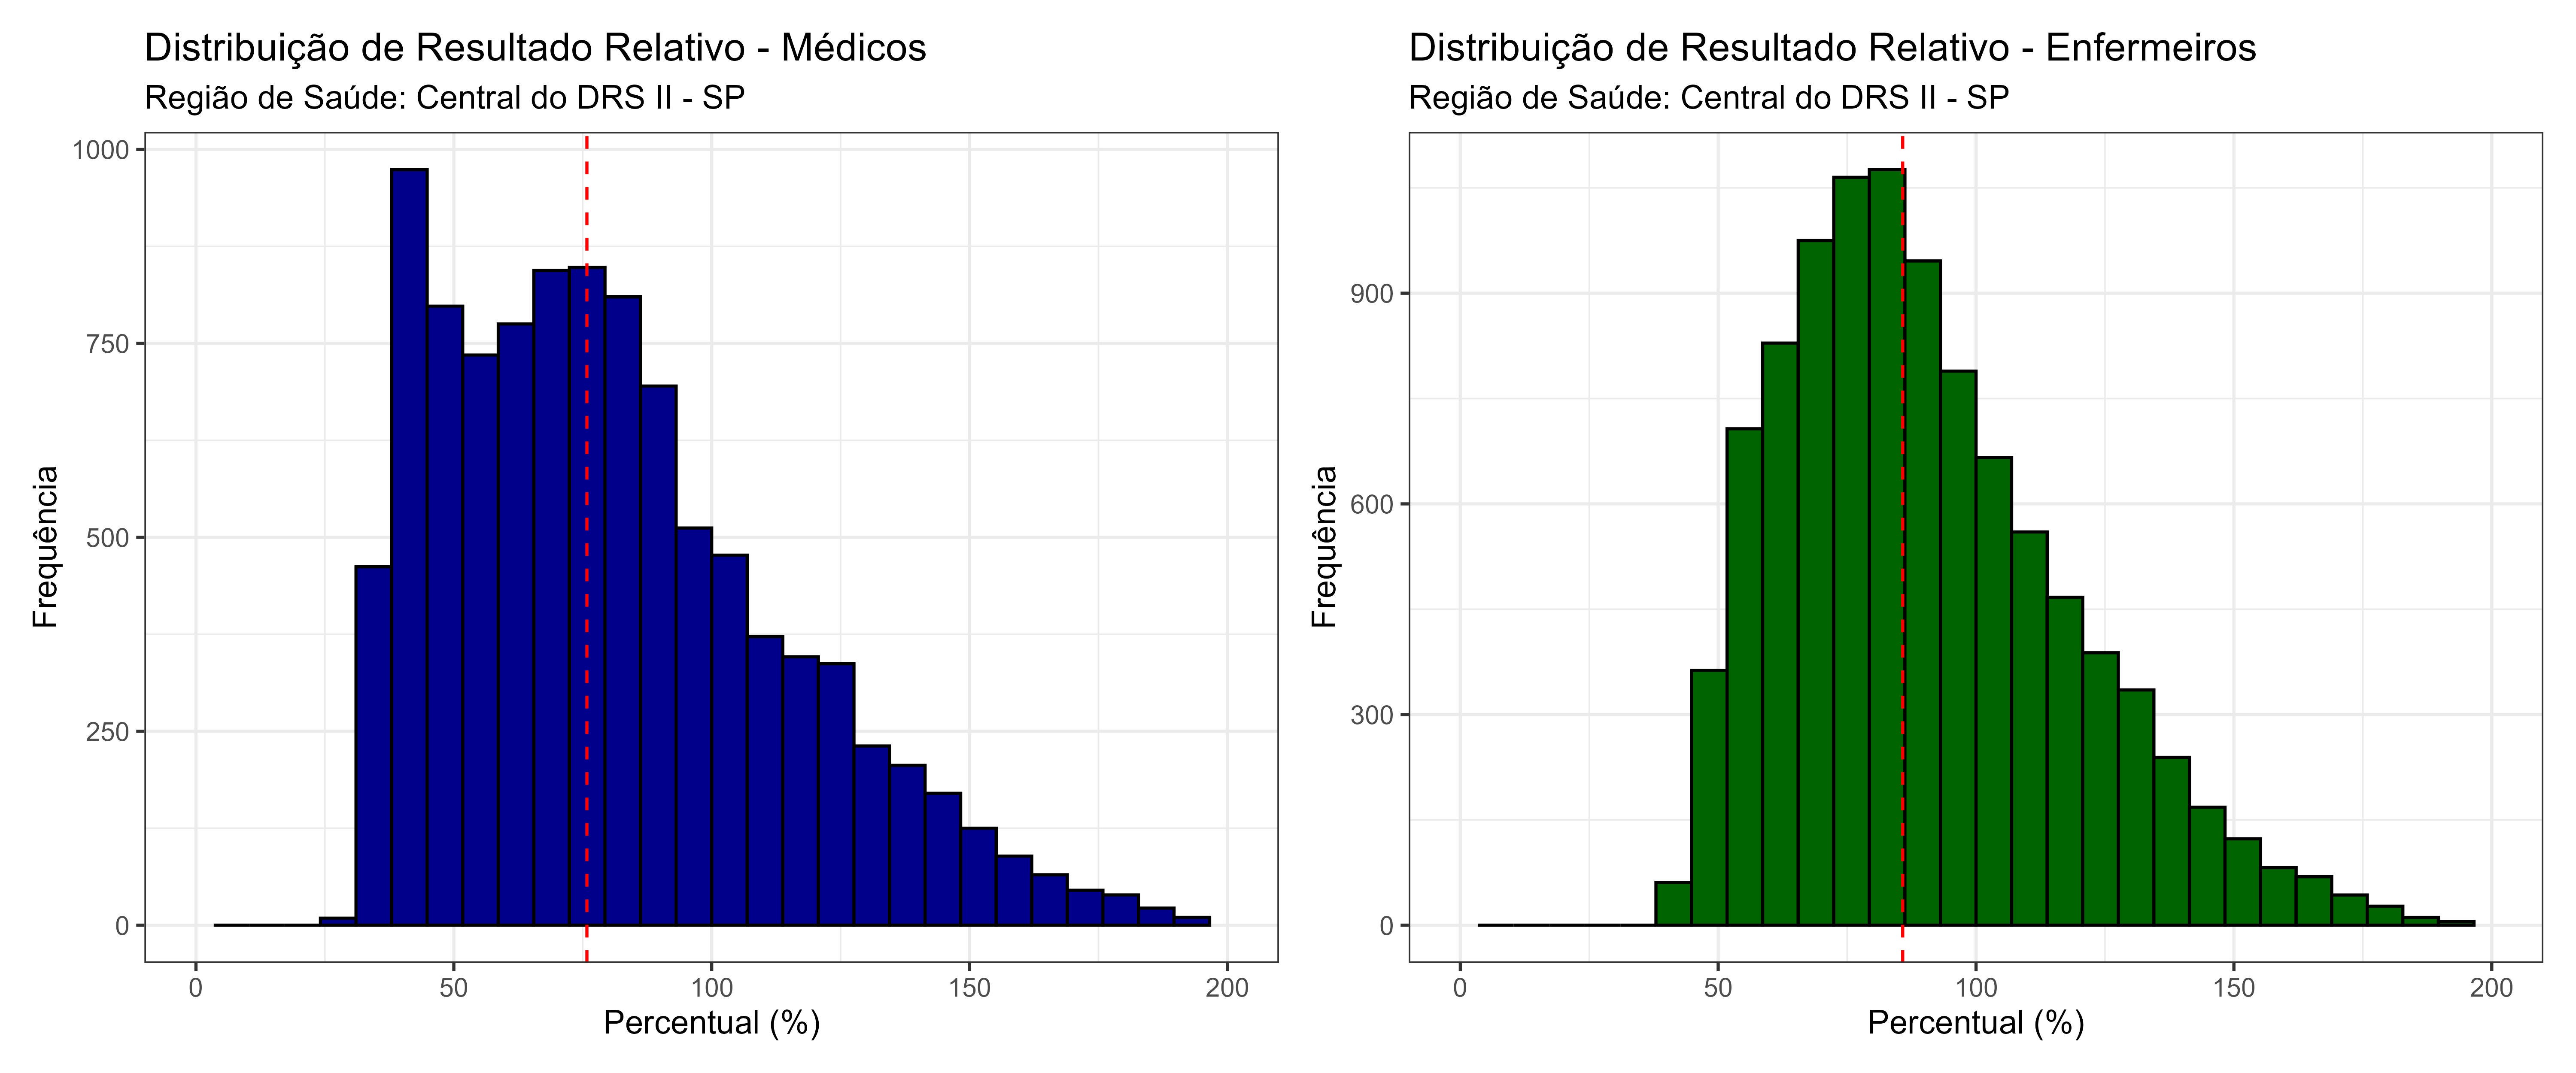 Distribuição de Resultado Relativo - Médicos
Região de Saúde: Central do DRS II - SP
1000
750
500
250
0
Frequência
0 50 100 150 200
Percentual (%)
Distribuição de Resultado Relativo - Enfermeiros
Região de Saúde: Central do DRS II - SP
900
600
300
0
Frequência
0 50 100 150 200
Percentual (%)